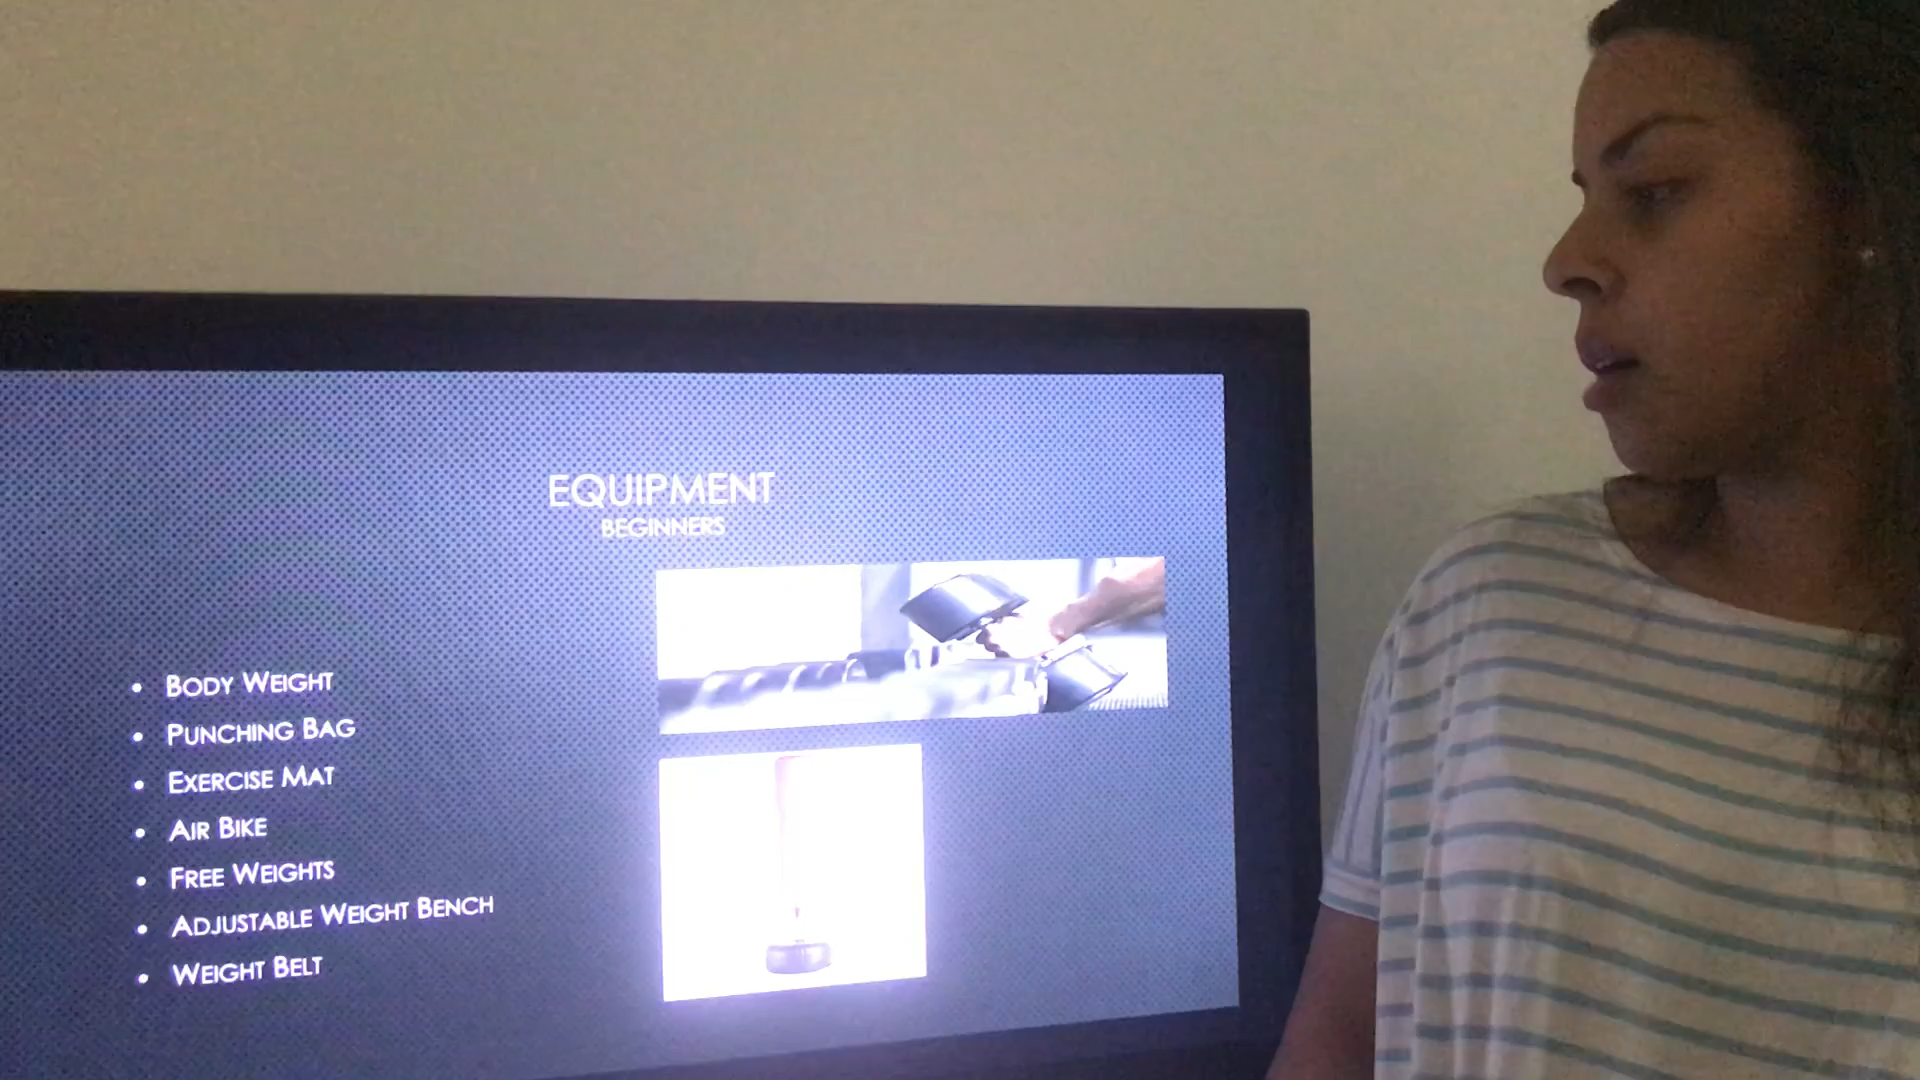 EQUIPMENT
BEGINNERS
• BODY WEIGHT
• PUNCHING BAG
• EXERCISE MAT
• AIR BIKE
• FREE WEIGHTS
• ADJUSTABLE WEIGHT BENCH
• WEIGHT BELT